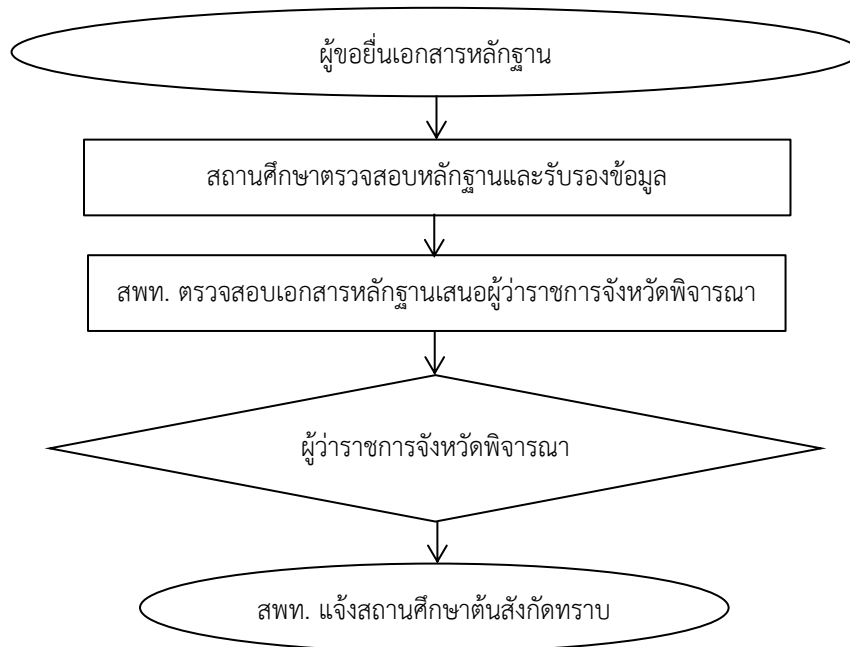 ผู้ขอยื่นเอกสารหลักฐาน
สถานศึกษาตรวจสอบหลักฐานและรับรองข้อมูล
สพท. ตรวจสอบเอกสารหลักฐานเสนอผู้ว่าราชการจังหวัดพิจารณา
ผู้ว่าราชการจังหวัดพิจารณา
สพท. แจ้งสถานศึกษาต้นสังกัดทราบ